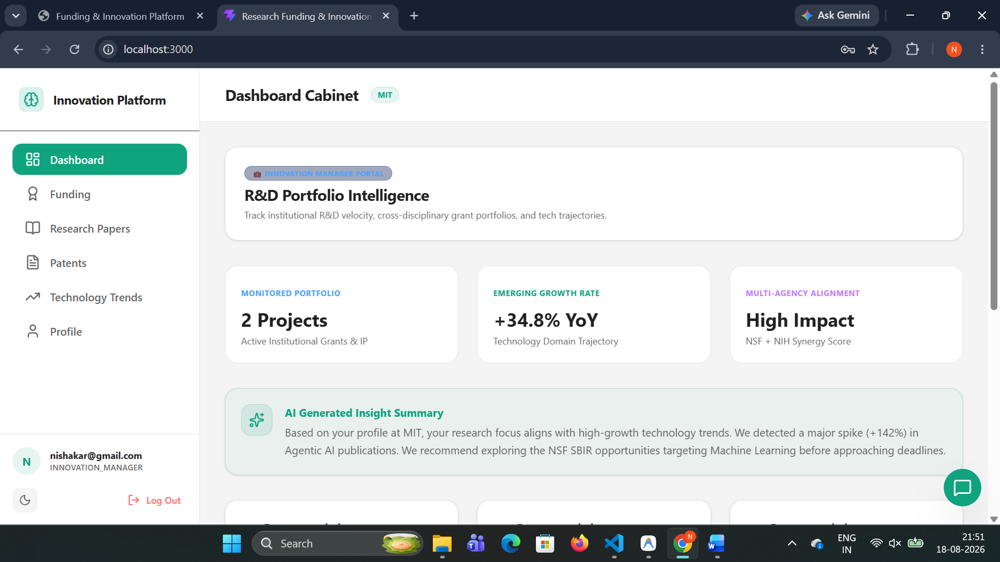 Funding & Innovation Platform
Research Funding & Innovation
Ask Gemini
localhost:3000
N
Innovation Platform
Dashboard
Funding
Research Papers
Patents
Technology Trends
Profile
N
nishakar@gmail.com
INNOVATION_MANAGER
Log Out
Dashboard Cabinet
MIT
INNOVATION MANAGER PORTAL
R&D Portfolio Intelligence
Track institutional R&D velocity, cross-disciplinary grant portfolios, and tech trajectories.
MONITORED PORTFOLIO
2 Projects
Active Institutional Grants & IP
EMERGING GROWTH RATE
+34.8% YoY
Technology Domain Trajectory
MULTI-AGENCY ALIGNMENT
High Impact
NSF + NIH Synergy Score
AI Generated Insight Summary
Based on your profile at MIT, your research focus aligns with high-growth technology trends. We detected a major spike (+142%) in
Agentic AI publications. We recommend exploring the NSF SBIR opportunities targeting Machine Learning before approaching deadlines.
Search
T
N
W
ENG
IN
21:51
18-08-2026